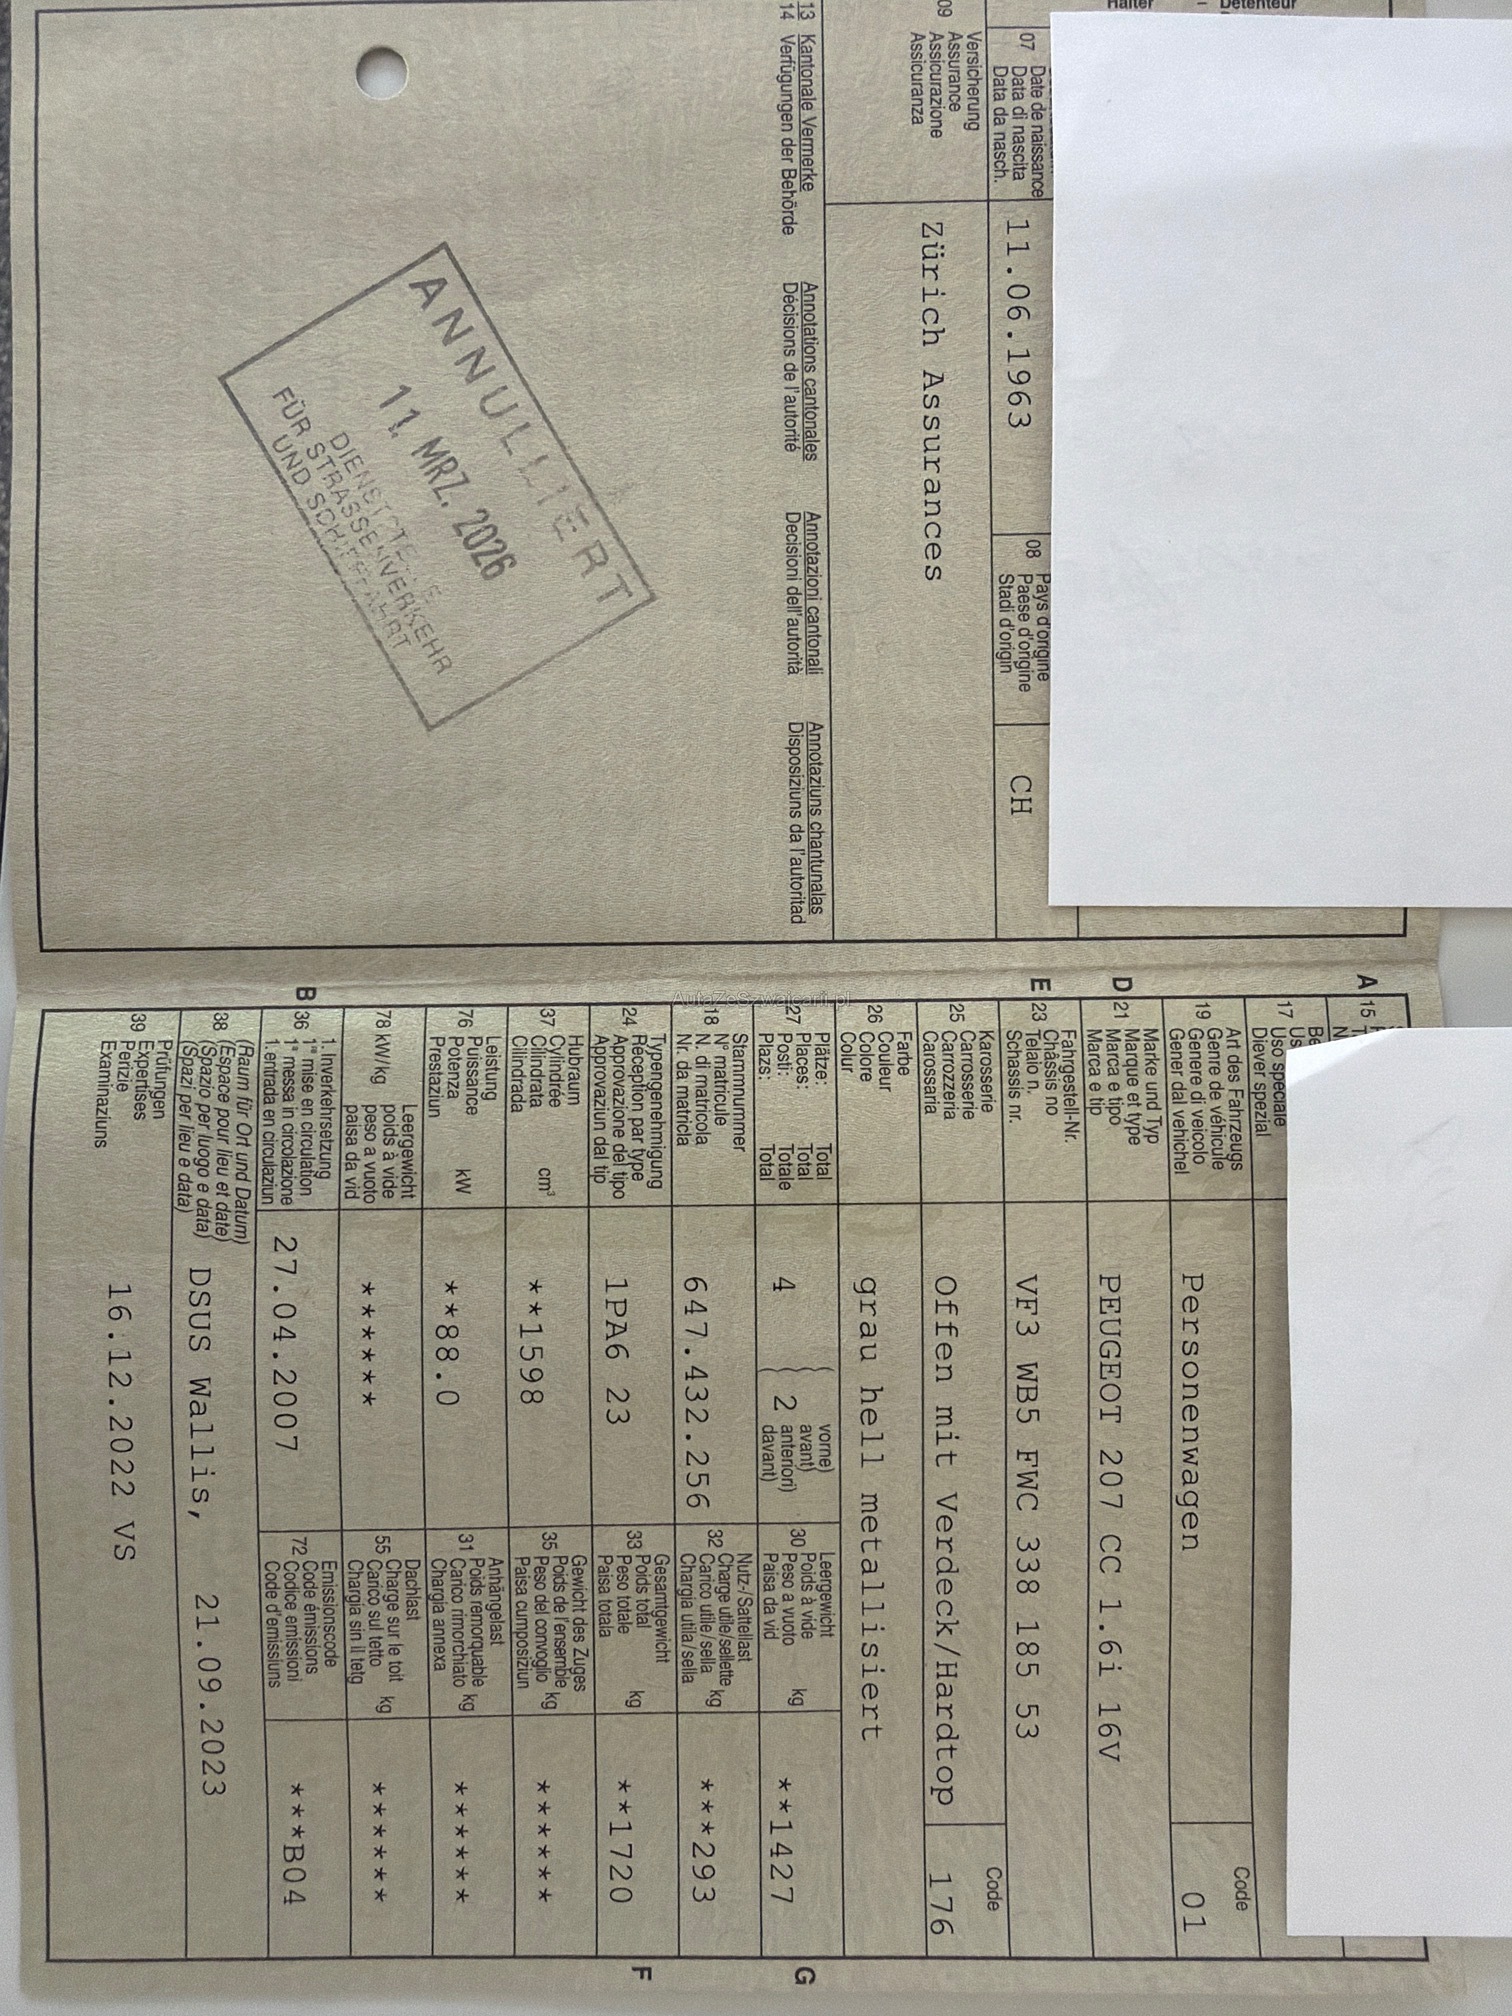 Halter
Détenteur
07 Date de naissance
Data di nascita
Data da nasch.
11.06.1963
08 Pays d'origine
Paese d'origine
Stadi d'origin
CH
Versicherung
09 Assurance
Assicurazione
Assicuranza
Zürich Assurances
13 Kantonale Vermerke Annotations cantonales Annotazioni cantonali Annotaziuns chantunalas
14 Verfügungen der Behörde Décisions de l'autorité Decisioni dell'autorità Disposiziuns da l'autoritad
ANNULLIERT
11. MRZ. 2026
DIENSTSTELLE
FÜR STRASSENVERKEHR
UND SCHIFFFAHRT
A 15
17
Uso speciale
Diever spezial
Art des Fahrzeugs
19 Genre de véhicule
Genere di veicolo
Gener dal vehichel
Personenwagen
Code
01
Marke und Typ
D 21 Marque et type
Marca e tipo
Marca e tip
PEUGEOT 207 CC 1.6i 16V
Fahrgestell-Nr.
Châssis no
E 23 Telaio n.
Schassis nr.
VF3 WB5 FWC 338 185 53
Karosserie
25 Carrosserie
Carrozzeria
Carossaria
Offen mit Verdeck/Hardtop
Code
176
Farbe
26 Couleur
Colore
Colur
grau hell metallisiert
Plätze: Total
27 Places: Total
Posti: Totale
Plazs: Total
4
2
vorne)
avant)
anteriori)
davant)
Leergewicht
30 Poids à vide
Peso a vuoto kg
Paisa da vid
**1427
G
Stammnummer
18 N° matricule
N. di matricola
Nr. da matricla
647.432.256
Nutz-/Sattellast
32 Charge utile/sellette kg
Carico utile/sella
Chargia utila/sella
***293
Typengenehmigung
24 Réception par type
Approvazione del tipo
Approvaziun dal tip
1PA6 23
Gesamtgewicht
33 Poids total
Peso totale kg
Paisa totala
**1720
F
Hubraum
37 Cylindrée
Cilindrata cm³
Cilindrada
**1598
Gewicht des Zuges
35 Poids de l'ensemble
Peso del convoglio kg
Paisa cumposiziun
******
Leistung
76 Puissance
Potenza kW
Prestaziun
**88.0
Anhängelast
31 Poids remorquable kg
Carico rimorchiato
Chargia annexa
******
Leergewicht
78 kW/kg poids à vide
peso a vuoto
paisa da vid
******
Dachlast
55 Charge sur le toit kg
Carico sul tetto
Chargia sin il tetg
******
1. Inverkehrsetzung
B 36 1re mise en circulation
1a messa in circolazione
1. entrada en circulaziun
27.04.2007
Emissionscode
72 Code émissions
Codice emissioni
Code d'emissiuns
***B04
(Raum für Ort und Datum)
38 (Espace pour lieu et date)
(Spazio per luogo e data)
(Spazi per lieu e data)
DSUS Wallis, 21.09.2023
Prüfungen
39 Expertises
Perizie
Examinaziuns
16.12.2022 VS
AutaZeSzwajcarii.pl